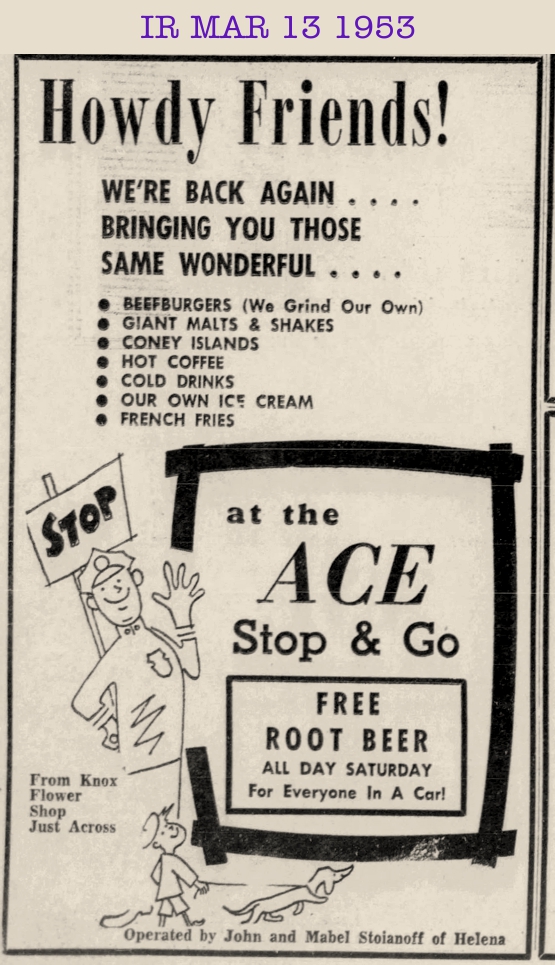 IR MAR 13 1953
Howdy Friends!
WE'RE BACK AGAIN . . . .
BRINGING YOU THOSE
SAME WONDERFUL . . . .
● BEEFBURGERS (We Grind Our Own)
● GIANT MALTS & SHAKES
● CONEY ISLANDS
● HOT COFFEE
● COLD DRINKS
● OUR OWN ICE CREAM
● FRENCH FRIES
STOP
at the
ACE
Stop & Go
FREE
ROOT BEER
ALL DAY SATURDAY
For Everyone In A Car!
From Knox
Flower
Shop
Just Across
Operated by John and Mabel Stoianoff of Helena